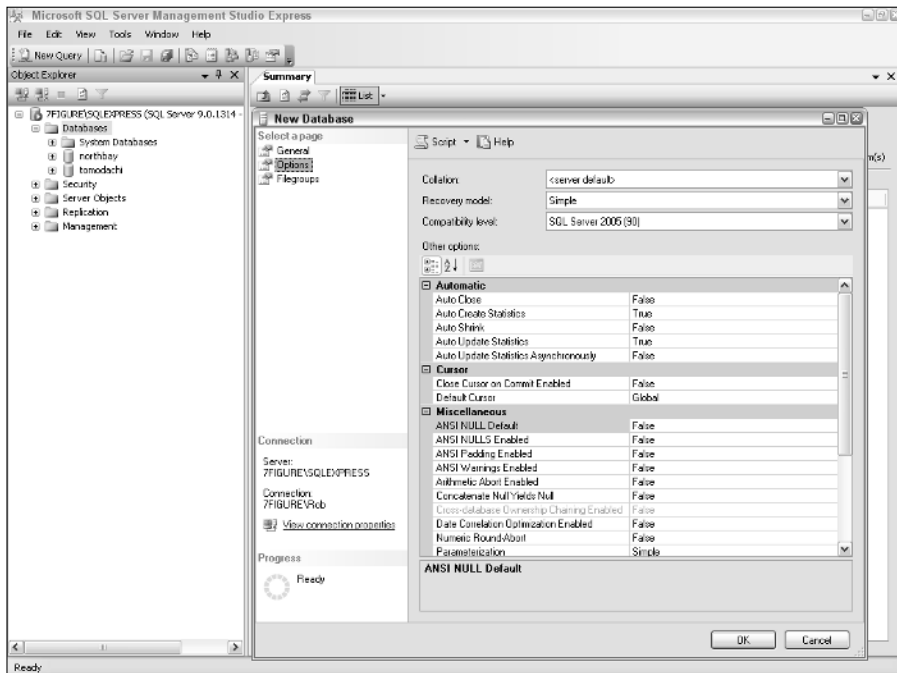 Microsoft SQL Server Management Studio Express
File Edit View Tools Window Help
New Query
Object Explorer
Summary
List
7FIGURE\SQLEXPRESS (SQL Server 9.0.1314 -
Databases
System Databases
northbay
tomodachi
Security
Server Objects
Replication
Management
New Database
Select a page
General
Options
Filegroups
Script Help
m(s)
Collation: <server default>
Recovery model: Simple
Compatibility level: SQL Server 2005 (90)
Other options:
Automatic
Auto Close False
Auto Create Statistics True
Auto Shrink False
Auto Update Statistics True
Auto Update Statistics Asynchronously False
Cursor
Close Cursor on Commit Enabled False
Default Cursor Global
Miscellaneous
ANSI NULL Default False
ANSI NULLS Enabled False
ANSI Padding Enabled False
ANSI Warnings Enabled False
Arithmetic Abort Enabled False
Concatenate Null Yields Null False
Cross-database Ownership Chaining Enabled False
Date Correlation Optimization Enabled False
Numeric Round-Abort False
Parameterization Simple
ANSI NULL Default
Connection
Server:
7FIGURE\SQLEXPRESS
Connection:
7FIGURE\Rob
View connection properties
Progress
Ready
OK Cancel
Ready